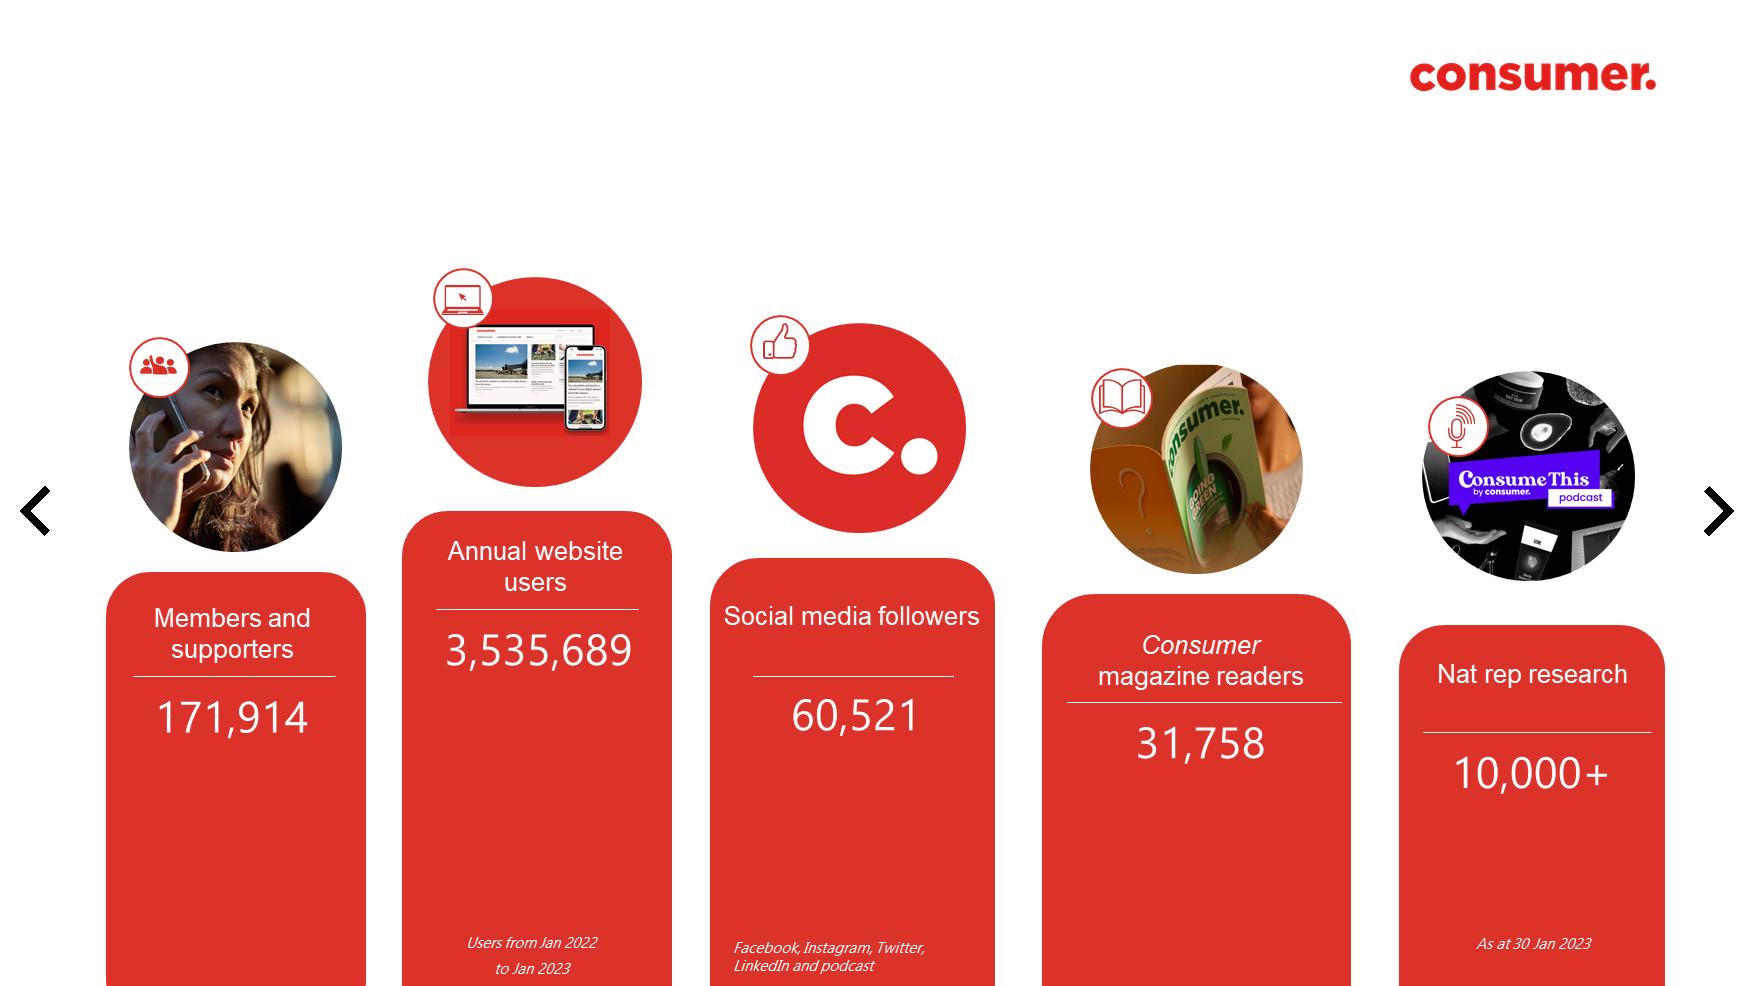 consumer.
Members and
supporters
171,914
Annual website
users
3,535,689
Users from Jan 2022
to Jan 2023
c.
Social media followers
60,521
Facebook, Instagram, Twitter,
LinkedIn and podcast
consumer.
GOING
GREEN
Consumer
magazine readers
31,758
ConsumeThis
by consumer.
podcast
Nat rep research
10,000+
As at 30 Jan 2023